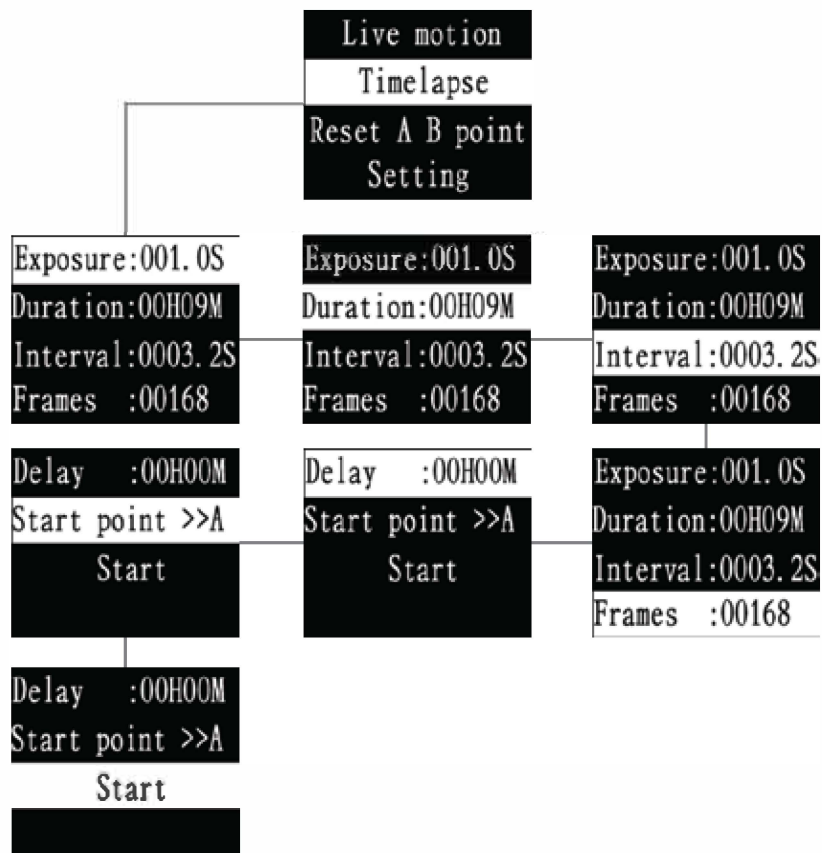 Live motion
Timelapse
Reset A B point
Setting
Exposure:001.0S
Duration:00H09M
Interval:0003.2S
Frames :00168
Exposure:001.0S
Duration:00H09M
Interval:0003.2S
Frames :00168
Exposure:001.0S
Duration:00H09M
Interval:0003.2S
Frames :00168
Delay :00H00M
Start point >>A
Start
Delay :00H00M
Start point >>A
Start
Exposure:001.0S
Duration:00H09M
Interval:0003.2S
Frames :00168
Delay :00H00M
Start point >>A
Start